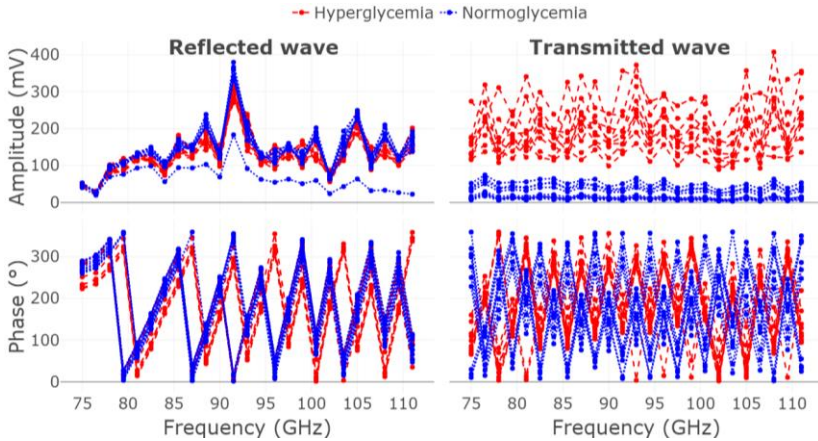 Hyperglycemia Normoglycemia
Reflected wave Transmitted wave
Amplitude (mV)
400
300
200
100
0
Phase (°)
300
200
100
0
75 80 85 90 95 100 105 110 75 80 85 90 95 100 105 110
Frequency (GHz) Frequency (GHz)